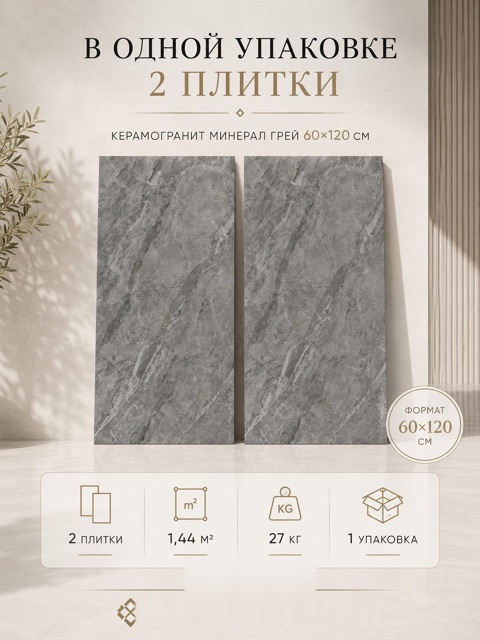 В ОДНОЙ УПАКОВКЕ
2 ПЛИТКИ
КЕРАМОГРАНИТ МИНЕРАЛ ГРЕЙ 60×120 СМ
ФОРМАТ
60×120
СМ
m²
KG
2 ПЛИТКИ
1,44 М²
27 КГ
1 УПАКОВКА